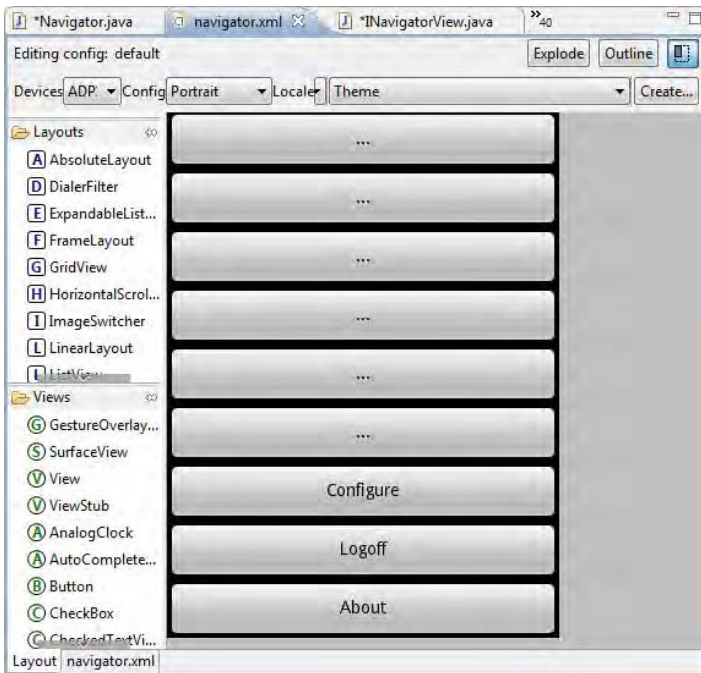 *Navigator.java navigator.xml *INavigatorView.java »40
Editing config: default Explode Outline
Devices ADP: Config Portrait Locale Theme Create...
Layouts
A AbsoluteLayout
D DialerFilter
E ExpandableList...
F FrameLayout
G GridView
H HorizontalScrol...
I ImageSwitcher
L LinearLayout
L ListView
Views
G GestureOverlay...
S SurfaceView
V View
V ViewStub
A AnalogClock
A AutoComplete...
B Button
C CheckBox
C CheckedTextVi...
...
...
...
...
...
...
Configure
Logoff
About
Layout navigator.xml